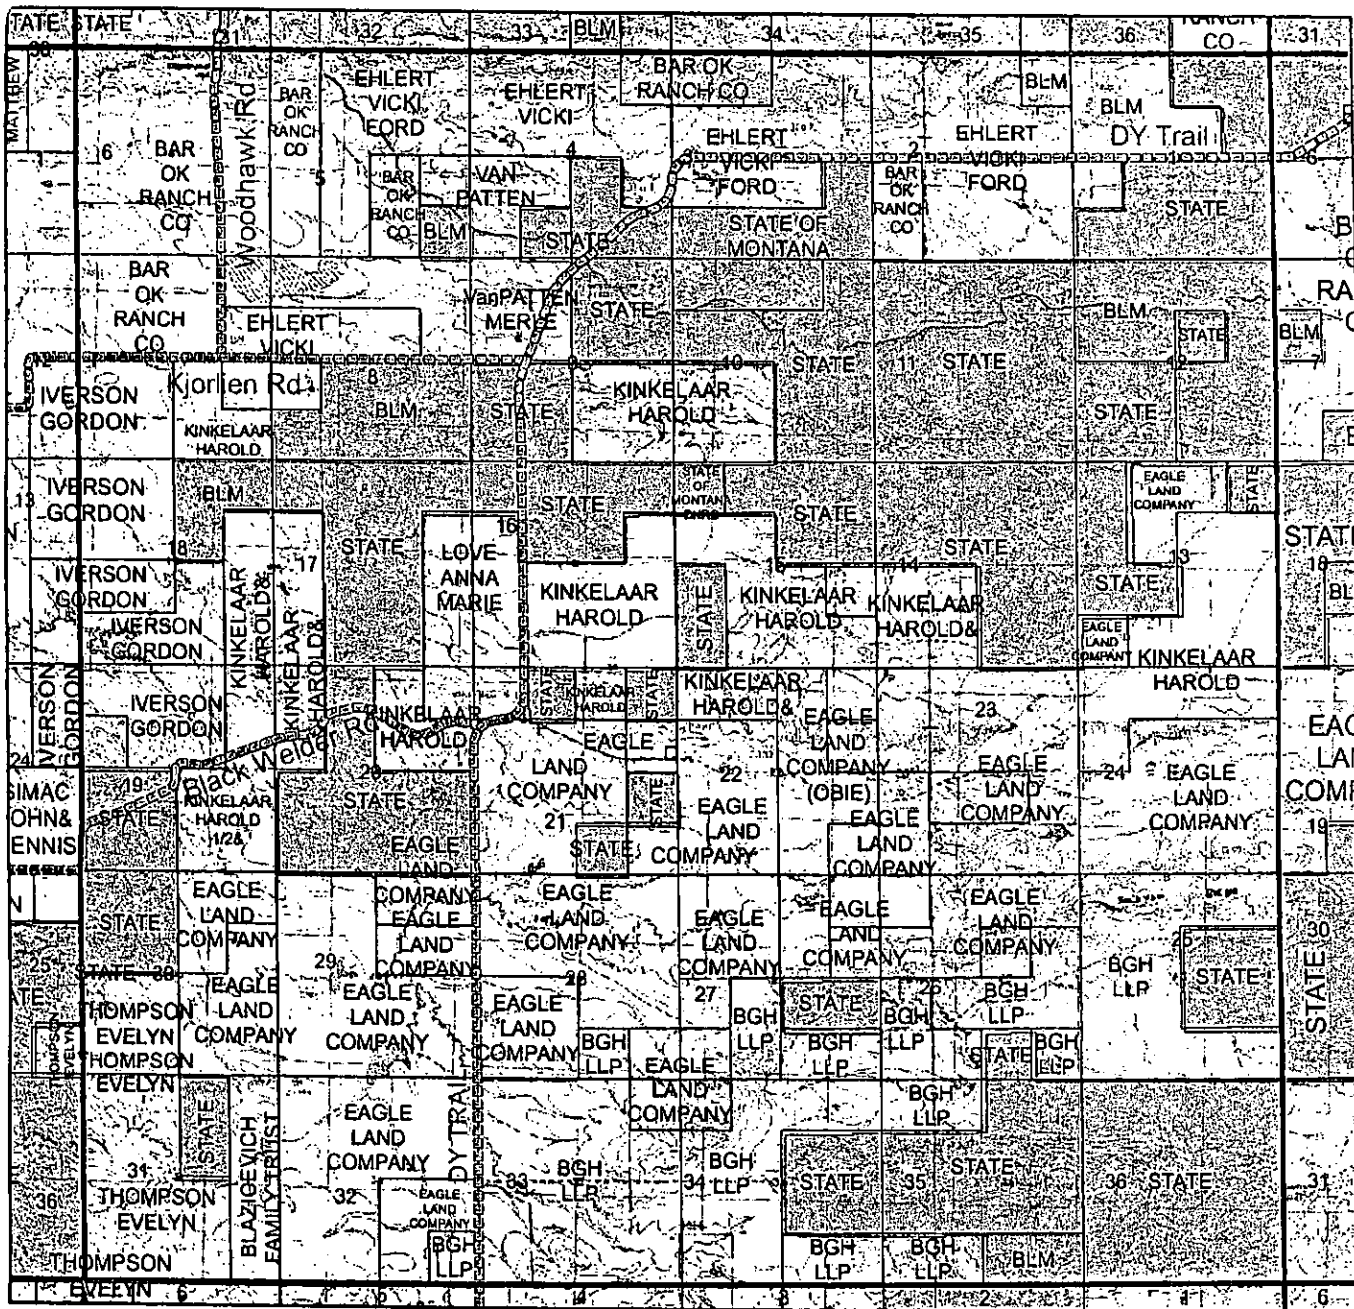 STATE
31
32
33
BLM
34
35
36
RANCH
CO
31
MATTHEW
6
BAR
OK
RANCH
CO
Woodhawk Rd
BAR
OK
RANCH
CO
5
EHLERT
VICKI
FORD
EHLERT
VICKI
BAR OK
RANCH CO
4
EHLERT
VICKI
FORD
2
EHLERT
VICKI
FORD
BLM
BLM
DY Trail
6
BAR
OK
RANCH
CO
BLM
VAN
PATTEN
STATE
STATE OF
MONTANA
BAR
OK
RANCH
CO
STATE
BAR
OK
RANCH
CO
EHLERT
VICKI
VanPATTEN
MERLE
STATE
STATE
STATE
BLM
STATE
BLM
IVERSON
GORDON
Kjorlien Rd
8
BLM
STATE
9
10
KINKELAAR
HAROLD
11
12
7
STATE
KINKELAAR
HAROLD
13
IVERSON
GORDON
BLM
STATE
STATE
OF
MONTANA
DNRC
STATE
EAGLE
LAND
COMPANY
STATE
18
KINKELAAR
HAROLD&
17
KINKELAAR
HAROLD&
STATE
16
LOVE
ANNA
MARIE
KINKELAAR
HAROLD
STATE
15
KINKELAAR
HAROLD
14
KINKELAAR
HAROLD&
STATE
13
STATE
STATE
18
IVERSON
GORDON
IVERSON
GORDON
EAGLE
LAND
COMPANY
KINKELAAR
HAROLD
IVERSON
GORDON
IVERSON
GORDON
Black Welder Rd
KINKELAAR
HAROLD
STATE
KINKELAAR
HAROLD
STATE
KINKELAAR
HAROLD&
EAGLE
LAND
COMPANY
(OBIE)
23
24
19
STATE
KINKELAAR
HAROLD
1/2&
20
STATE
EAGLE
LAND
COMPANY
21
STATE
STATE
22
EAGLE
LAND
COMPANY
EAGLE
LAND
COMPANY
EAGLE
LAND
COMPANY
24
EAGLE
LAND
COMPANY
19
STATE
EAGLE
LAND
COMPANY
EAGLE
LAND
COMPANY
EAGLE
LAND
COMPANY
EAGLE
LAND
COMPANY
EAGLE
LAND
COMPANY
EAGLE
LAND
COMPANY
EAGLE
LAND
COMPANY
25
STATE
30
29
EAGLE
LAND
COMPANY
EAGLE
LAND
COMPANY
28
EAGLE
LAND
COMPANY
27
BGH
LLP
STATE
26
BGH
LLP
BGH
LLP
BGH
LLP
25
STATE
STATE
30
THOMPSON
EVELYN
THOMPSON
EVELYN
THOMPSON
EVELYN
BGH
LLP
EAGLE
LAND
COMPANY
BGH
LLP
STATE
BGH
LLP
STATE
BLAZICEVICH
FAMILY TRUST
EAGLE
LAND
COMPANY
DY TRAIL
BGH
LLP
36
31
THOMPSON
EVELYN
32
EAGLE
LAND
COMPANY
33
BGH
LLP
34
BGH
LLP
STATE
35
STATE
36
STATE
31
THOMPSON
EVELYN
BGH
LLP
BGH
LLP
BGH
LLP
BLM
6
2
6